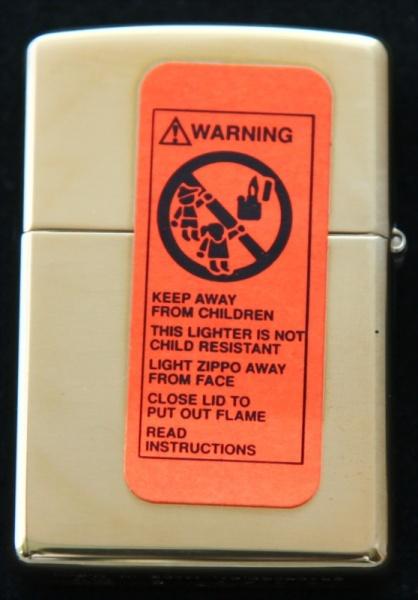 WARNING
KEEP AWAY
FROM CHILDREN
THIS LIGHTER IS NOT
CHILD RESISTANT
LIGHT ZIPPO AWAY
FROM FACE
CLOSE LID TO
PUT OUT FLAME
READ
INSTRUCTIONS